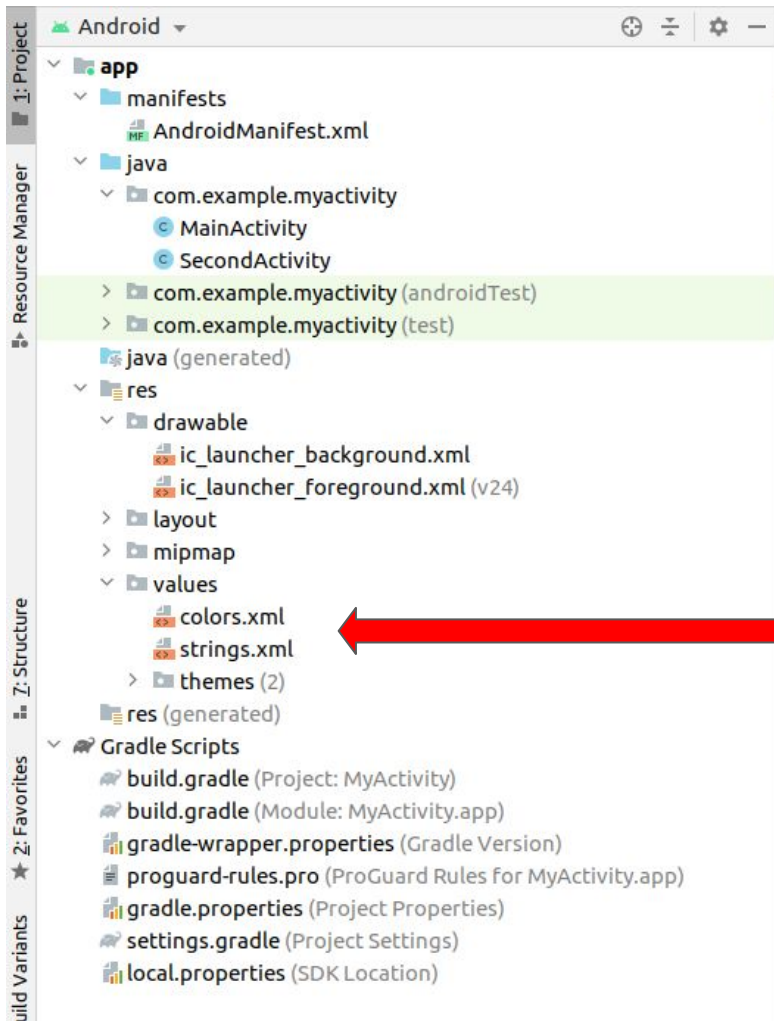 Android
app
manifests
MF AndroidManifest.xml
java
com.example.myactivity
C MainActivity
C SecondActivity
com.example.myactivity (androidTest)
com.example.myactivity (test)
java (generated)
res
drawable
ic_launcher_background.xml
ic_launcher_foreground.xml (v24)
layout
mipmap
values
colors.xml
strings.xml
themes (2)
res (generated)
Gradle Scripts
build.gradle (Project: MyActivity)
build.gradle (Module: MyActivity.app)
gradle-wrapper.properties (Gradle Version)
proguard-rules.pro (ProGuard Rules for MyActivity.app)
gradle.properties (Project Properties)
settings.gradle (Project Settings)
local.properties (SDK Location)
1: Project
Resource Manager
7: Structure
2: Favorites
uild Variants